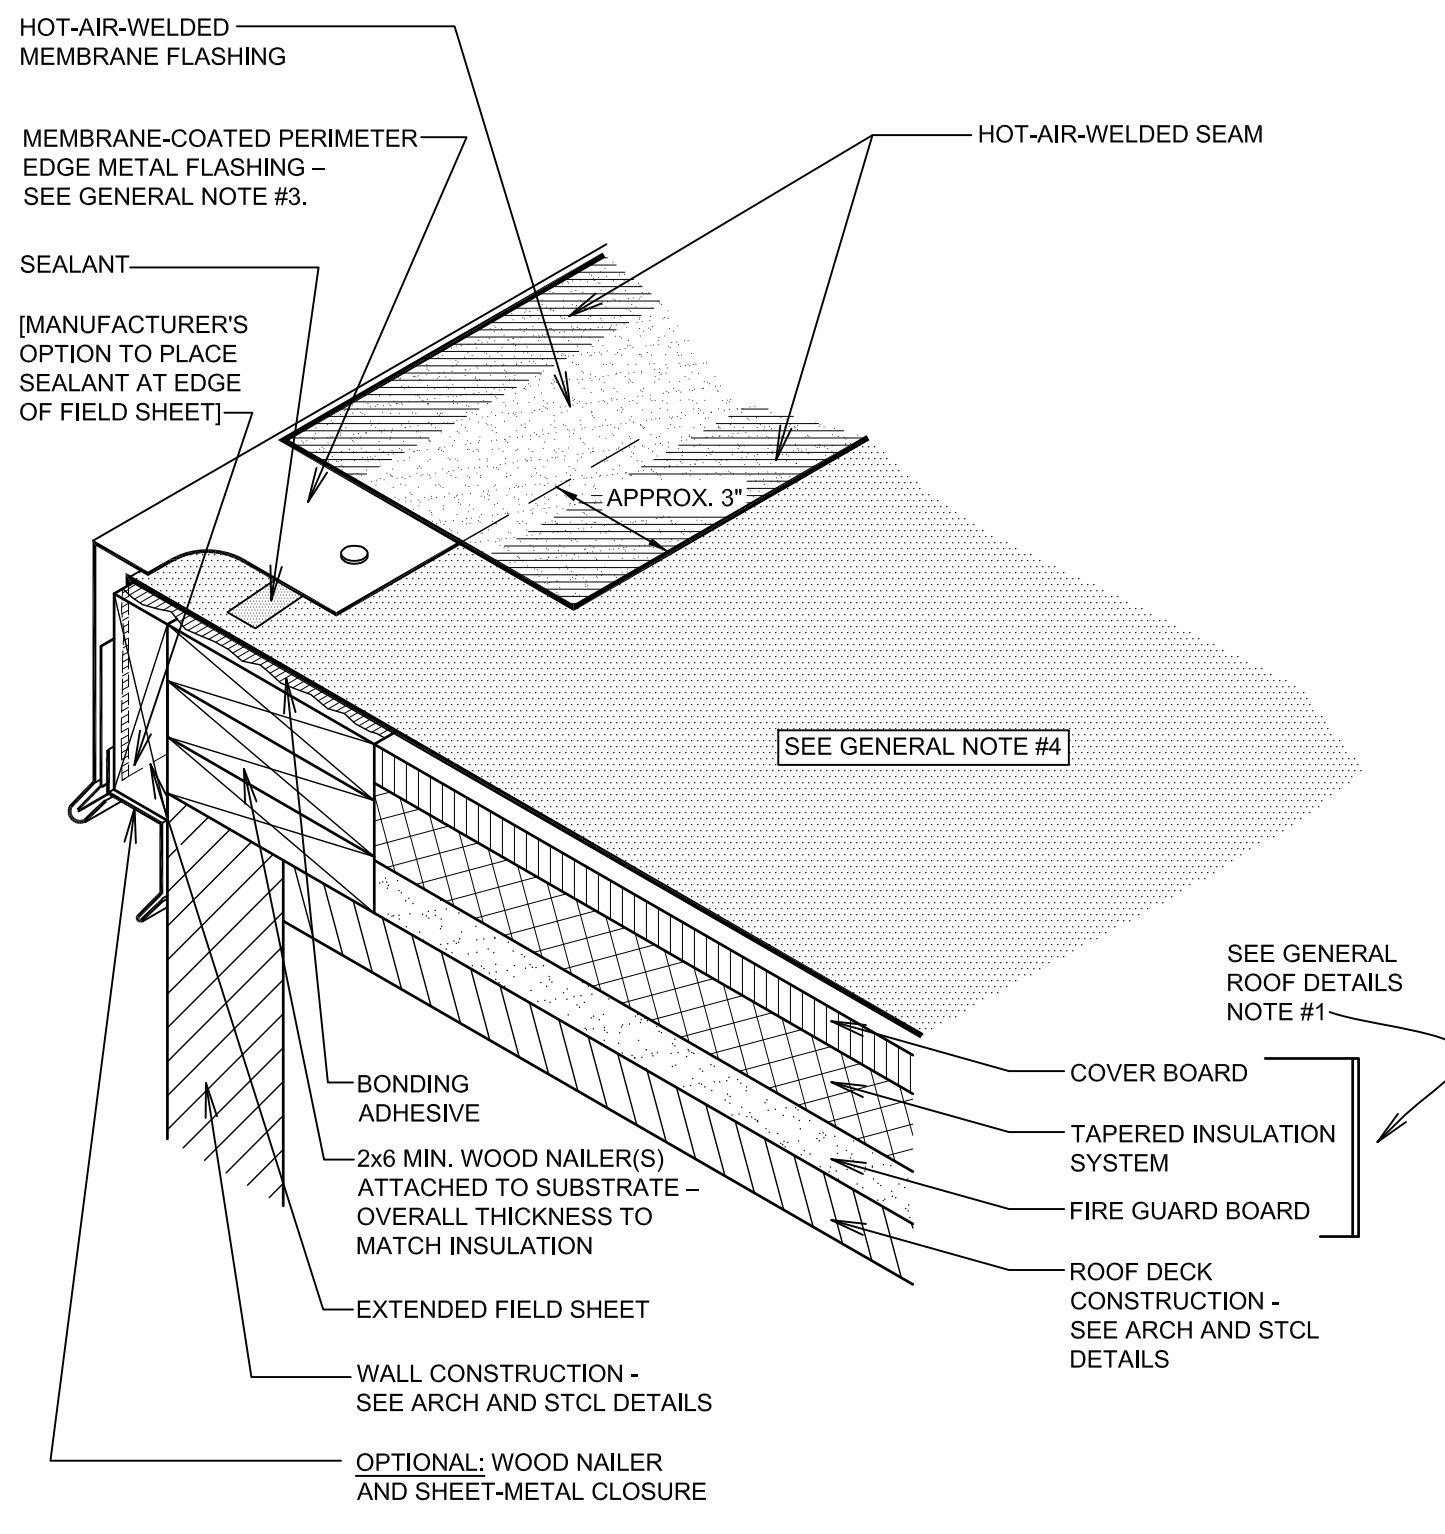 HOT-AIR-WELDED
MEMBRANE FLASHING
MEMBRANE-COATED PERIMETER
EDGE METAL FLASHING –
SEE GENERAL NOTE #3.
SEALANT
[MANUFACTURER'S
OPTION TO PLACE
SEALANT AT EDGE
OF FIELD SHEET]
HOT-AIR-WELDED SEAM
APPROX. 3"
SEE GENERAL NOTE #4
SEE GENERAL
ROOF DETAILS
NOTE #1
COVER BOARD
TAPERED INSULATION
SYSTEM
FIRE GUARD BOARD
ROOF DECK
CONSTRUCTION -
SEE ARCH AND STCL
DETAILS
BONDING
ADHESIVE
2x6 MIN. WOOD NAILER(S)
ATTACHED TO SUBSTRATE –
OVERALL THICKNESS TO
MATCH INSULATION
EXTENDED FIELD SHEET
WALL CONSTRUCTION -
SEE ARCH AND STCL DETAILS
OPTIONAL: WOOD NAILER
AND SHEET-METAL CLOSURE